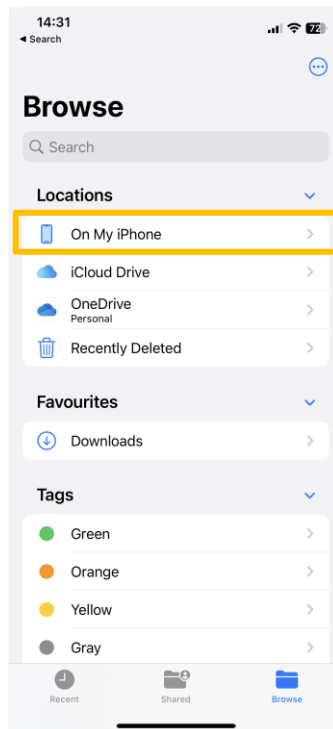 14:31
72
◀ Search
Browse
Search
Locations
On My iPhone
iCloud Drive
OneDrive
Personal
Recently Deleted
Favourites
Downloads
Tags
Green
Orange
Yellow
Gray
Recent
Shared
Browse